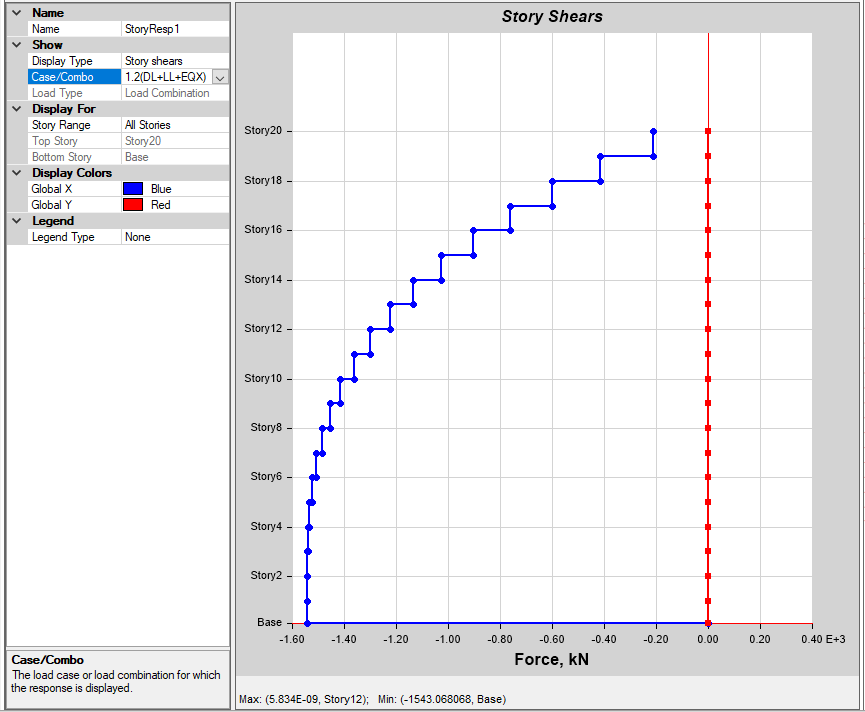 Name
Name StoryResp1
Show
Display Type Story shears
Case/Combo 1.2(DL+LL+EQX)
Load Type Load Combination
Display For
Story Range All Stories
Top Story Story20
Bottom Story Base
Display Colors
Global X Blue
Global Y Red
Legend
Legend Type None
Case/Combo
The load case or load combination for which
the response is displayed.
Story Shears
Story20
Story18
Story16
Story14
Story12
Story10
Story8
Story6
Story4
Story2
Base
-1.60 -1.40 -1.20 -1.00 -0.80 -0.60 -0.40 -0.20 0.00 0.20 0.40 E+3
Force, kN
Max: (5.834E-09, Story12); Min: (-1543.068068, Base)